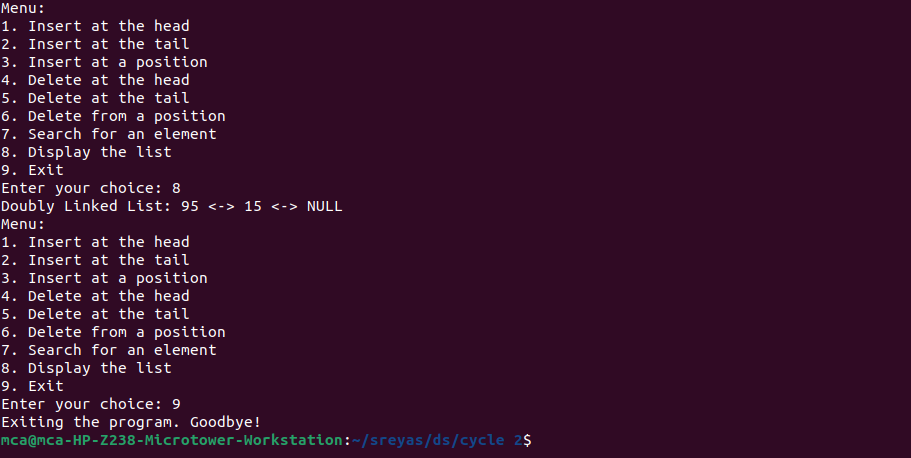 Menu:
1. Insert at the head
2. Insert at the tail
3. Insert at a position
4. Delete at the head
5. Delete at the tail
6. Delete from a position
7. Search for an element
8. Display the list
9. Exit
Enter your choice: 8
Doubly Linked List: 95 <-> 15 <-> NULL
Menu:
1. Insert at the head
2. Insert at the tail
3. Insert at a position
4. Delete at the head
5. Delete at the tail
6. Delete from a position
7. Search for an element
8. Display the list
9. Exit
Enter your choice: 9
Exiting the program. Goodbye!
mca@mca-HP-Z238-Microtower-Workstation:~/sreyas/ds/cycle 2$